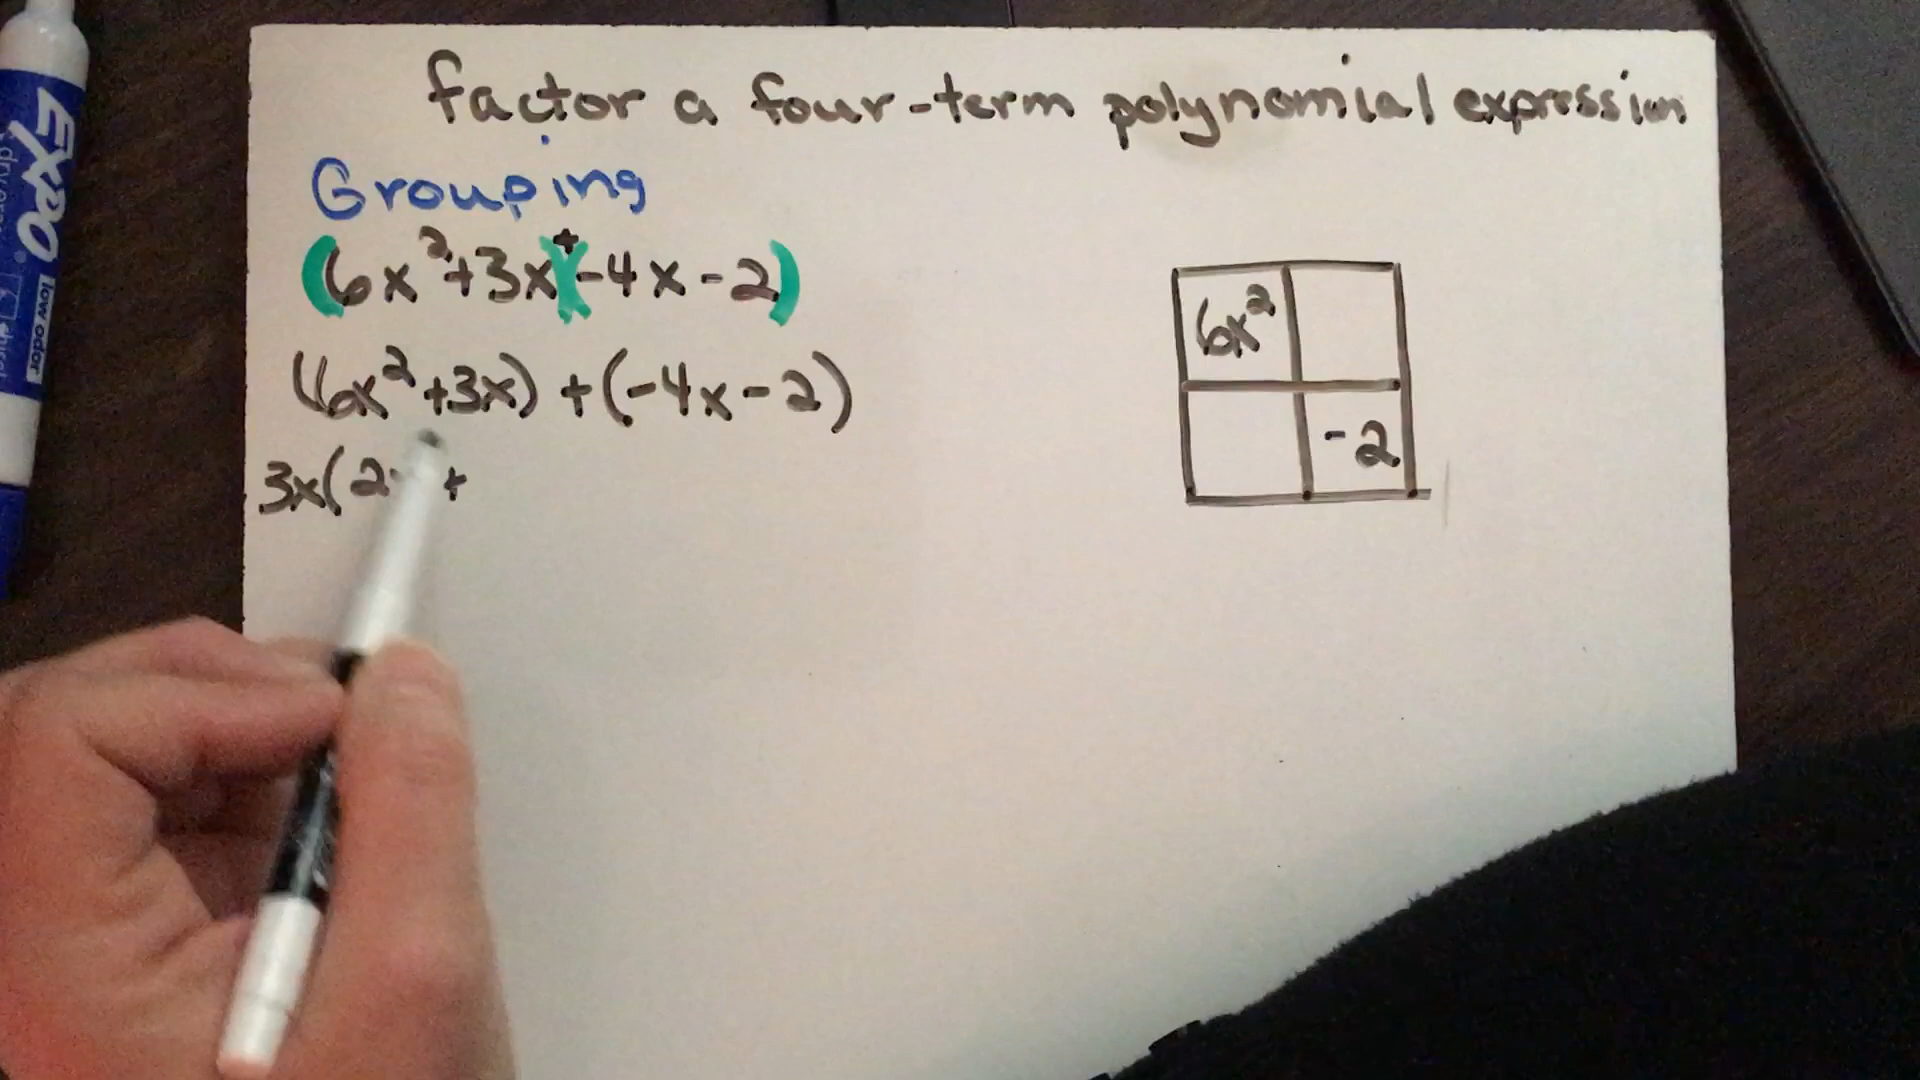 factor a four-term polynomial expression
Grouping
(6x²+3x)+(-4x-2)
(6x²+3x) + (-4x-2)
3x(2x +
6x²
-2
EXPO
low odor